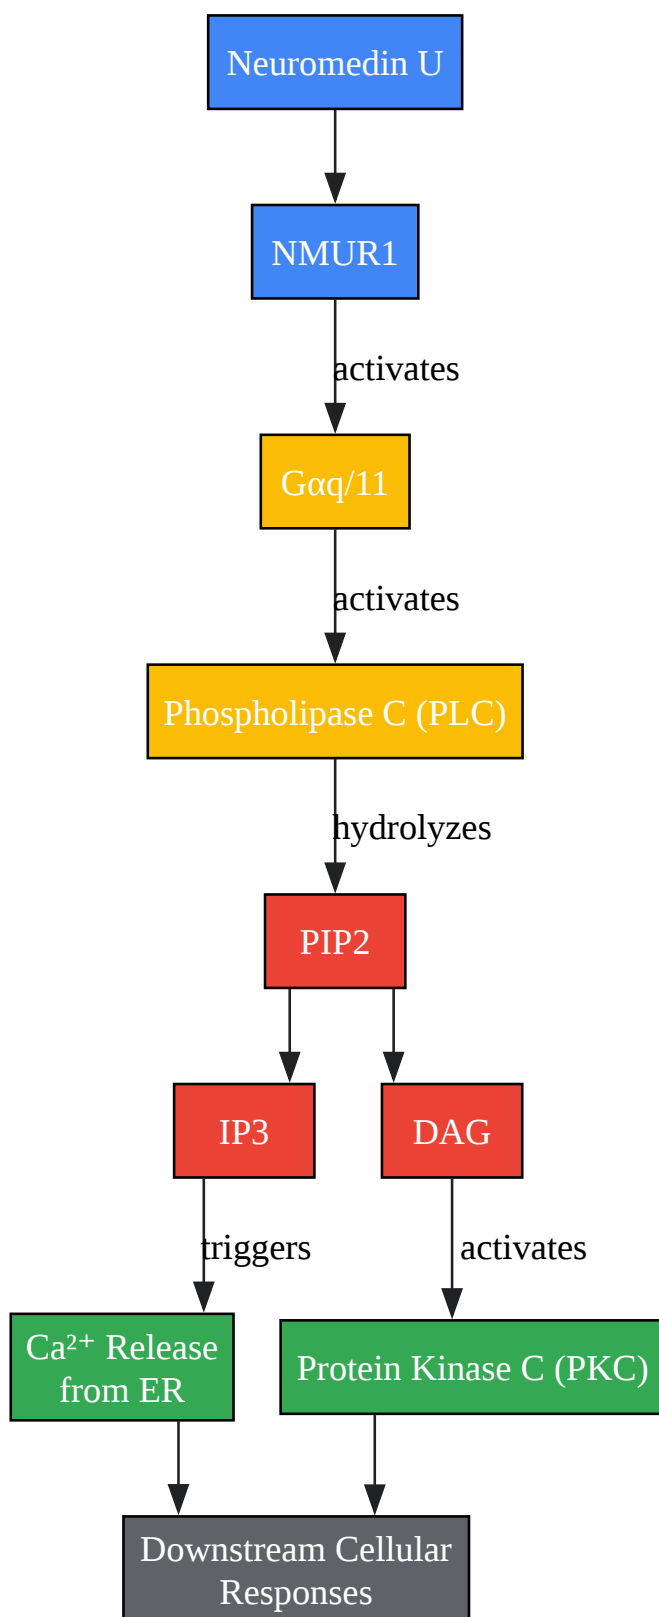 Neuromedin U
NMUR1
activates
Gαq/11
activates
Phospholipase C (PLC)
hydrolyzes
PIP2
IP3
DAG
triggers
activates
Ca²⁺ Release
from ER
Protein Kinase C (PKC)
Downstream Cellular
Responses